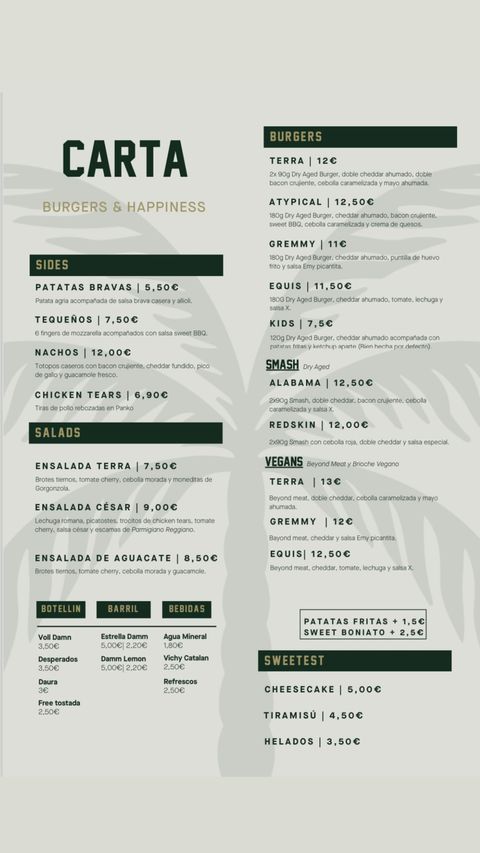 CARTA
BURGERS & HAPPINESS
SIDES
PATATAS BRAVAS | 5,50€
Patata agria acompañada de salsa brava casera y allioli.
TEQUEÑOS | 7,50€
6 fingers de mozzarella acompañados con salsa sweet BBQ.
NACHOS | 12,00€
Totopos caseros con bacon crujiente, cheddar fundido, pico
de gallo y guacamole fresco.
CHICKEN TEARS | 6,90€
Tiras de pollo rebozadas en Panko
SALADS
ENSALADA TERRA | 7,50€
Brotes tiernos, tomate cherry, cebolla morada y moneditas de
Gorgonzola.
ENSALADA CÉSAR | 9,00€
Lechuga romana, picatostes, trocitos de chicken tears, tomate
cherry, salsa césar y escamas de Parmigiano Reggiano.
ENSALADA DE AGUACATE | 8,50€
Brotes tiernos, tomate cherry, cebolla morada y guacamole.
BOTELLIN
Voll Damn
3,50€
Desperados
3,50€
Daura
3€
Free tostada
2,50€
BARRIL
Estrella Damm
5,00€| 2,20€
Damm Lemon
5,00€| 2,20€
BEBIDAS
Agua Mineral
1,80€
Vichy Catalan
2,50€
Refrescos
2,50€
BURGERS
TERRA | 12€
2x 90g Dry Aged Burger, doble cheddar ahumado, doble
bacon crujiente, cebolla caramelizada y mayo ahumada.
ATYPICAL | 12,50€
180g Dry Aged Burger, cheddar ahumado, bacon crujiente,
sweet BBQ, cebolla caramelizada y crema de quesos.
GREMMY | 11€
180g Dry Aged Burger, cheddar ahumado, puntilla de huevo
frito y salsa Emy picantita.
EQUIS | 11,50€
180G Dry Aged Burger, cheddar ahumado, tomate, lechuga y
salsa X.
KIDS | 7,5€
120g Dry Aged Burger, cheddar ahumado acompañada con
patatas fritas y ketchup aparte (Bien hecha por defecto).
SMASH Dry Aged
ALABAMA | 12,50€
2x90g Smash, doble cheddar, bacon crujiente, cebolla
caramelizada y salsa X.
REDSKIN | 12,00€
2x90g Smash con cebolla roja, doble cheddar y salsa especial.
VEGANS Beyond Meat y Brioche Vegano
TERRA | 13€
Beyond meat, doble cheddar, cebolla caramelizada y mayo
ahumada.
GREMMY | 12€
Bayond meat, cheddar y salsa Emy picantita.
EQUIS| 12,50€
Beyond meat, cheddar, tomate, lechuga y salsa X.
PATATAS FRITAS + 1,5€
SWEET BONIATO + 2,5€
SWEETEST
CHEESECAKE | 5,00€
TIRAMISÚ | 4,50€
HELADOS | 3,50€